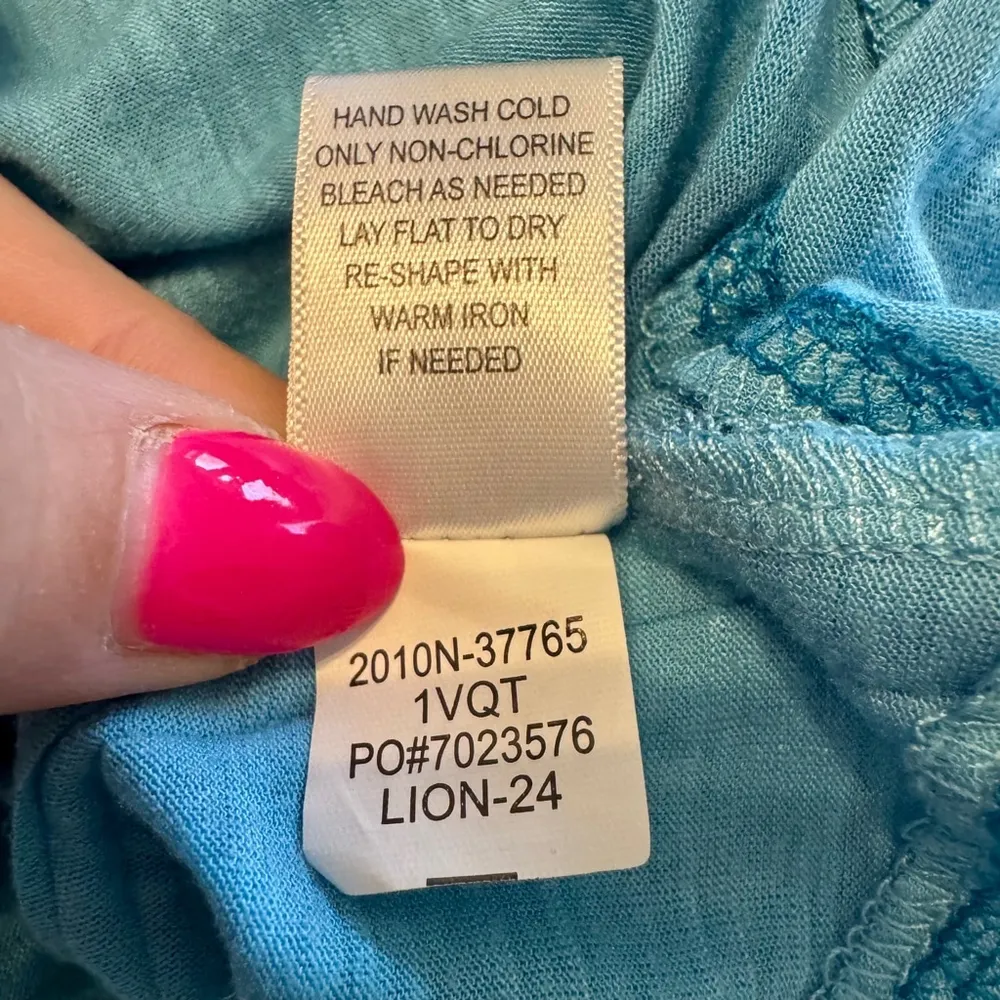 HAND WASH COLD
ONLY NON-CHLORINE
BLEACH AS NEEDED
LAY FLAT TO DRY
RE-SHAPE WITH
WARM IRON
IF NEEDED
2010N-37765
1VQT
PO#7023576
LION-24